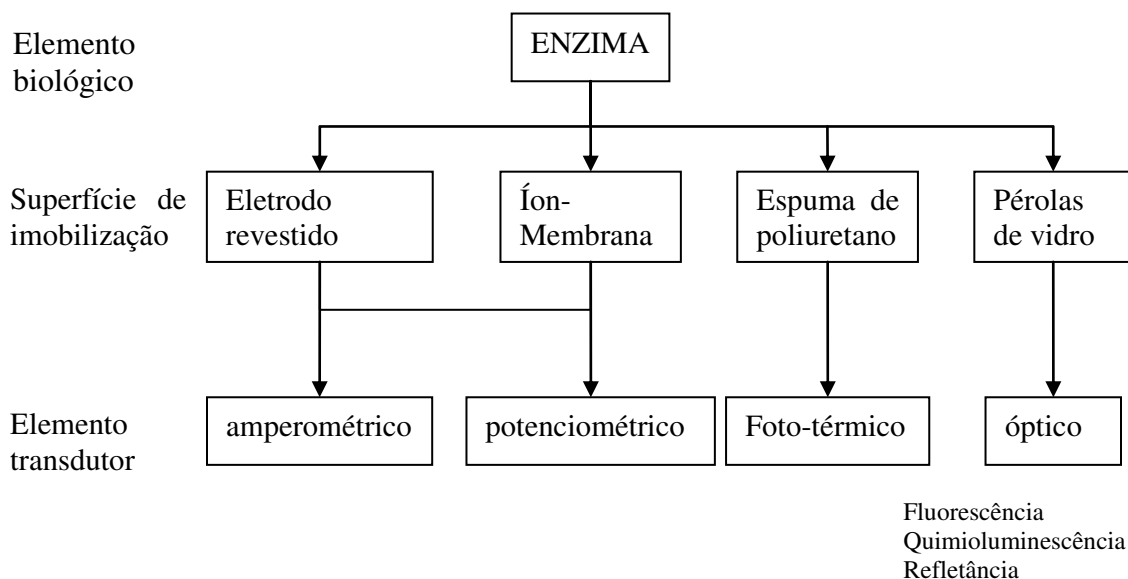 Elemento
biológico
ENZIMA
Superfície de
imobilização
Eletrodo
revestido
Íon-
Membrana
Espuma de
poliuretano
Pérolas
de vidro
Elemento
transdutor
amperométrico
potenciométrico
Foto-térmico
óptico
Fluorescência
Quimioluminescência
Refletância